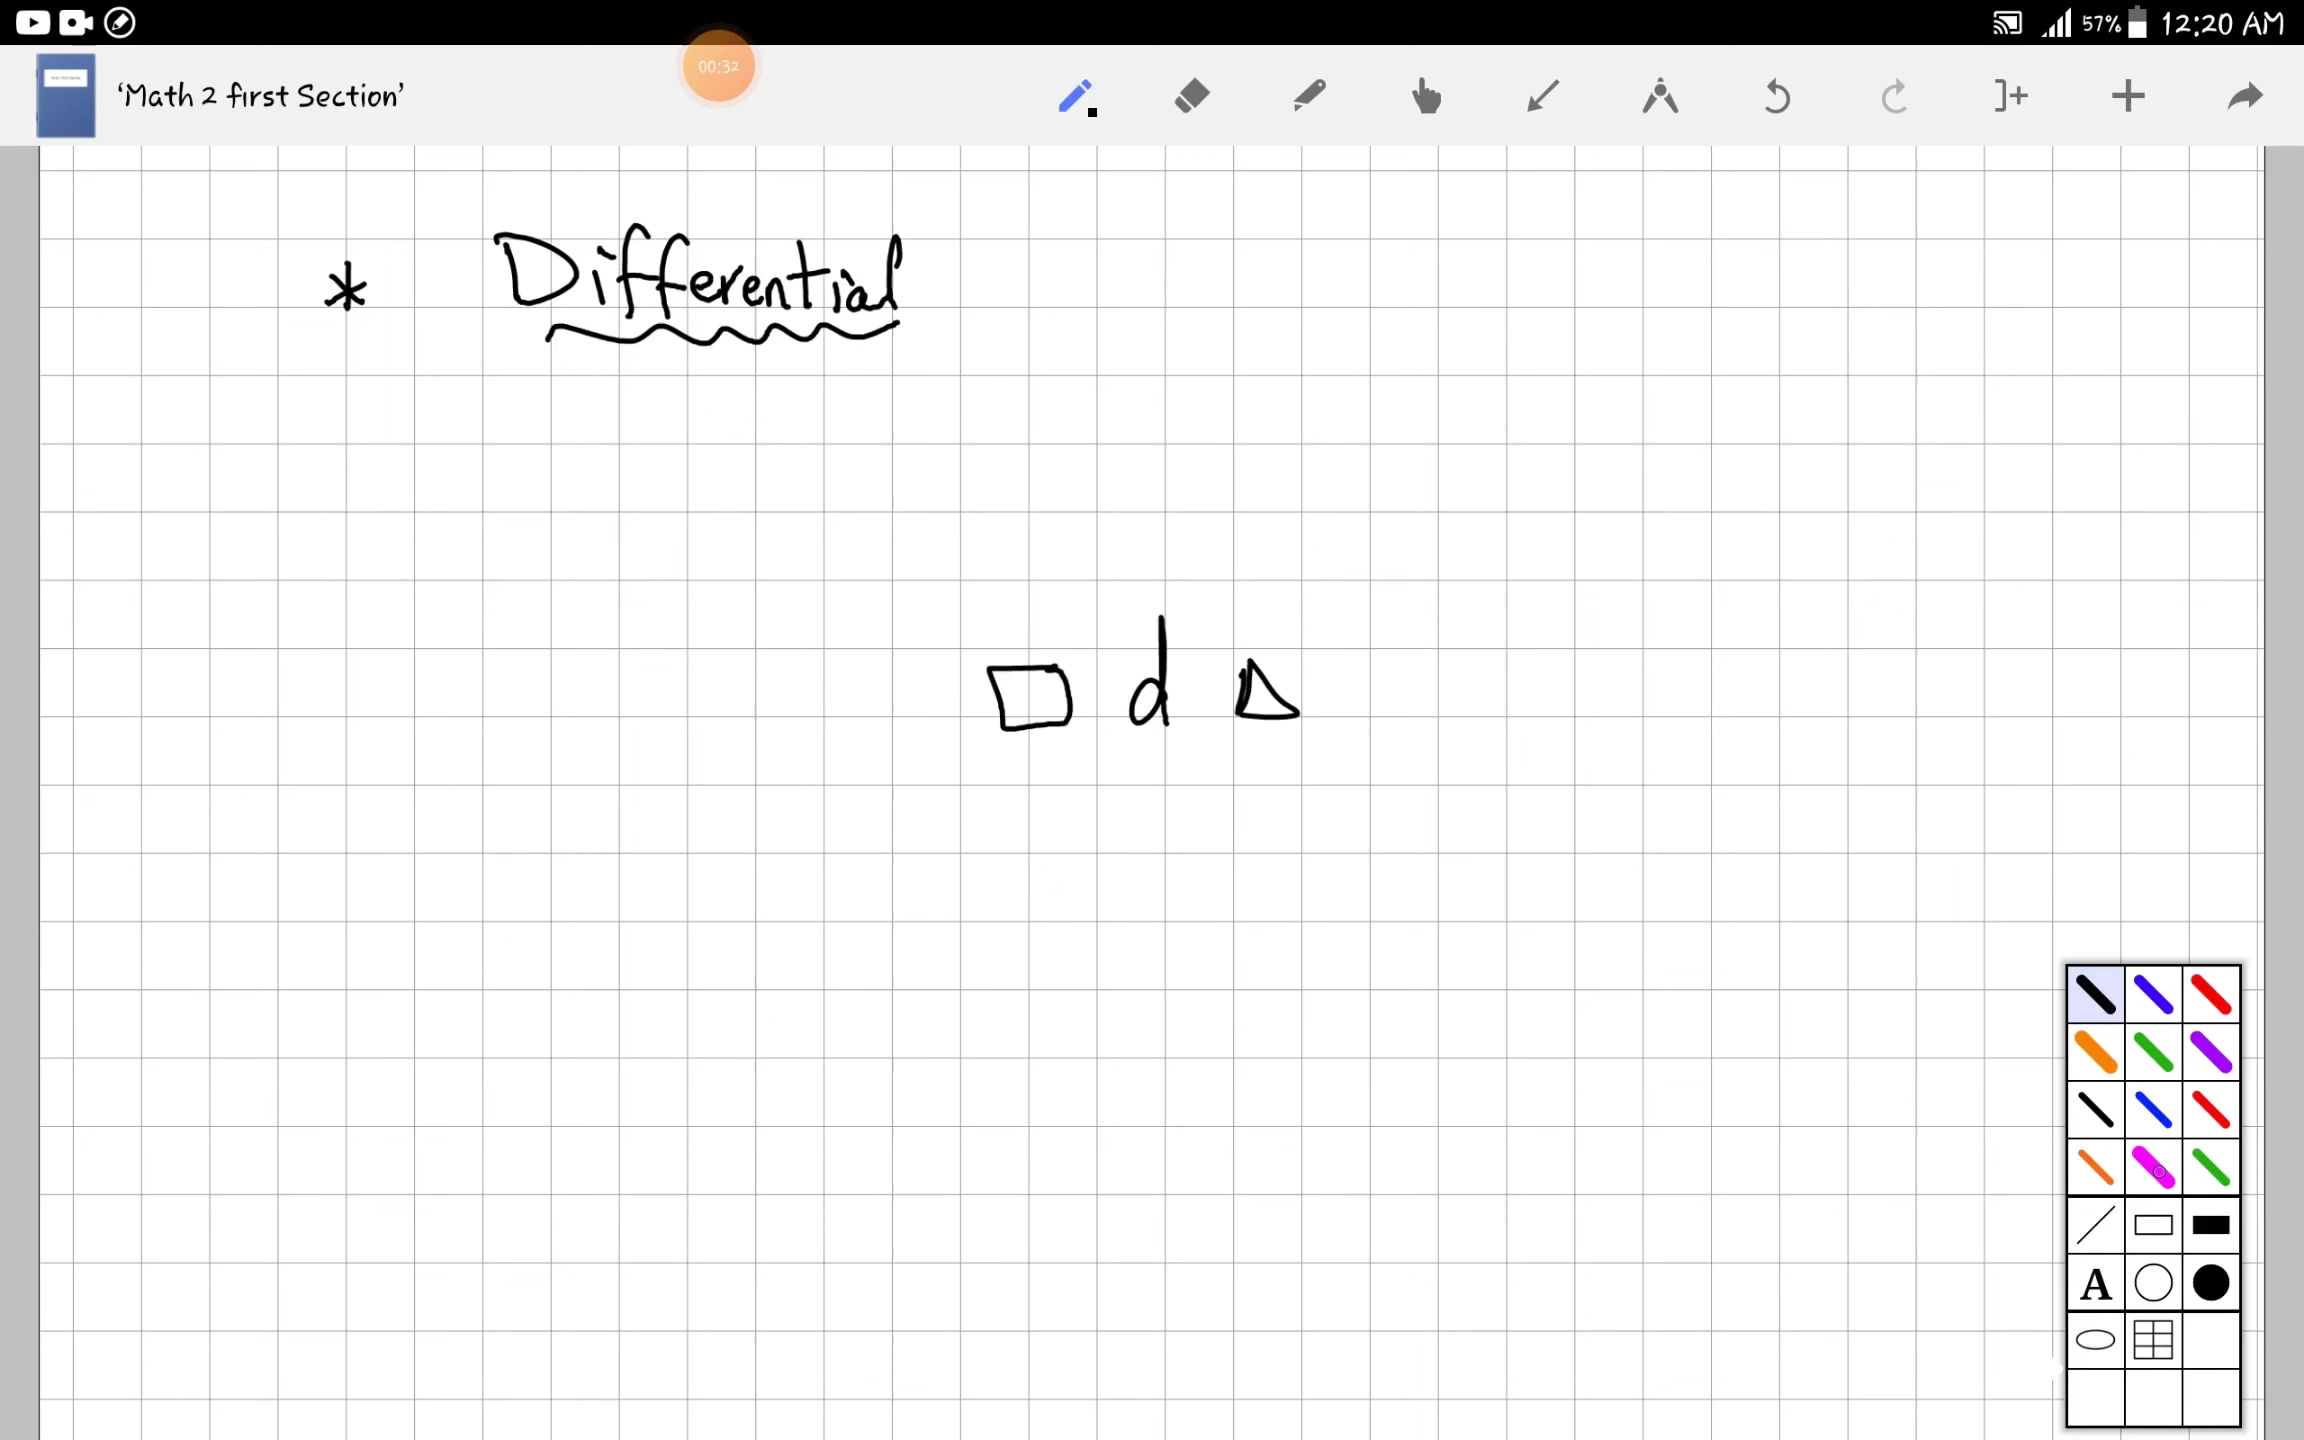 57% 12:20 AM
00:32
‘Math 2 first Section’
* Differential
□ d △
A